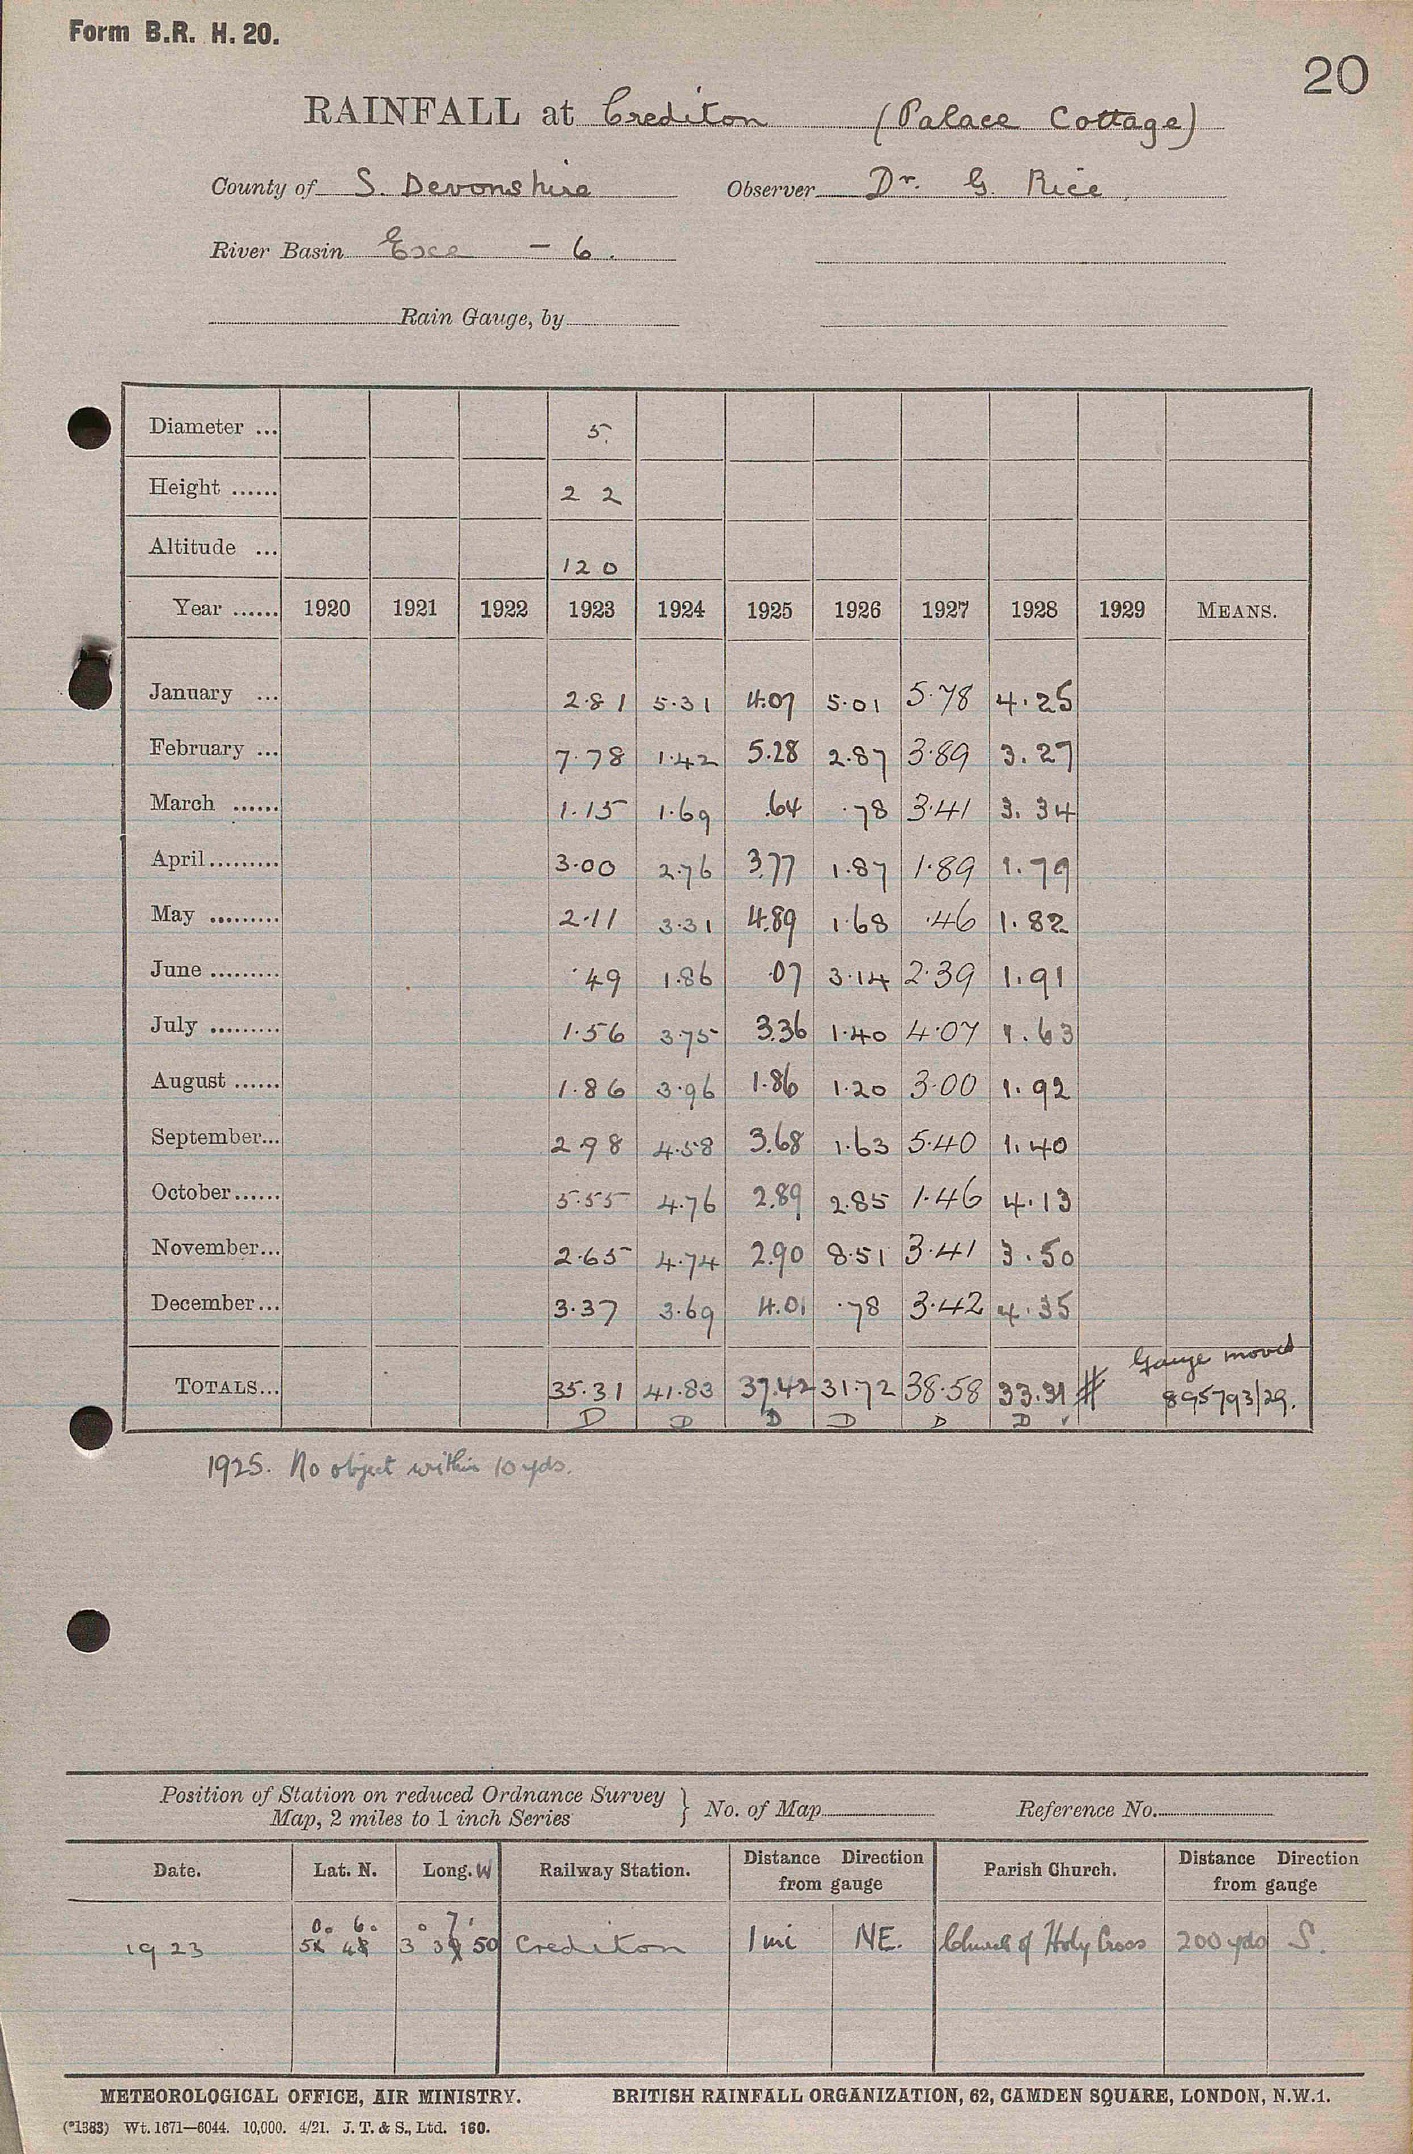 Form B.R. H. 20.
20
RAINFALL at Crediton (Palace Cottage)
County of S. Devonshire Observer Dr. G. Rice
River Basin Exe - 6.
Rain Gauge, by
Diameter ... 5.
Height ...... 2 2
Altitude ... 120
Year ...... 1920 1921 1922 1923 1924 1925 1926 1927 1928 1929 MEANS.
January ... 2.81 5.31 4.07 5.01 5.78 4.25
February ... 7.78 1.42 5.28 2.87 3.89 3.27
March ...... 1.15 1.69 .64 .78 3.41 3.34
April......... 3.00 2.76 3.77 1.87 1.89 1.79
May ......... 2.11 3.31 4.89 1.68 .46 1.82
June ......... .49 1.86 .07 3.14 2.39 1.91
July ......... 1.56 3.75 3.36 1.40 4.07 1.63
August ...... 1.86 3.96 1.86 1.20 3.00 1.92
September... 2.98 4.58 3.68 1.63 5.40 1.40
October...... 5.55 4.76 2.89 2.85 1.46 4.13
November... 2.65 4.74 2.90 8.51 3.41 3.50
December... 3.37 3.69 4.01 .78 3.42 4.35
Gauge moved
TOTALS... 35.31 41.83 37.42 31.72 38.58 33.31 # 895793/29.
D D D D D D ✓
1925. No object within 10 yds.
Position of Station on reduced Ordnance Survey
Map, 2 miles to 1 inch Series } No. of Map Reference No.
Date. Lat. N. Long. W Railway Station. Distance Direction from gauge Parish Church. Distance Direction from gauge
0. 6. ° 7.'
1923 3 50 Crediton 1 mi NE. Church of Holy Cross 200 yds S.
METEOROLOGICAL OFFICE, AIR MINISTRY. BRITISH RAINFALL ORGANIZATION, 62, CAMDEN SQUARE, LONDON, N.W.1.
(*1383) Wt. 1671—6044. 10,000. 4/21. J. T. & S., Ltd. 160.